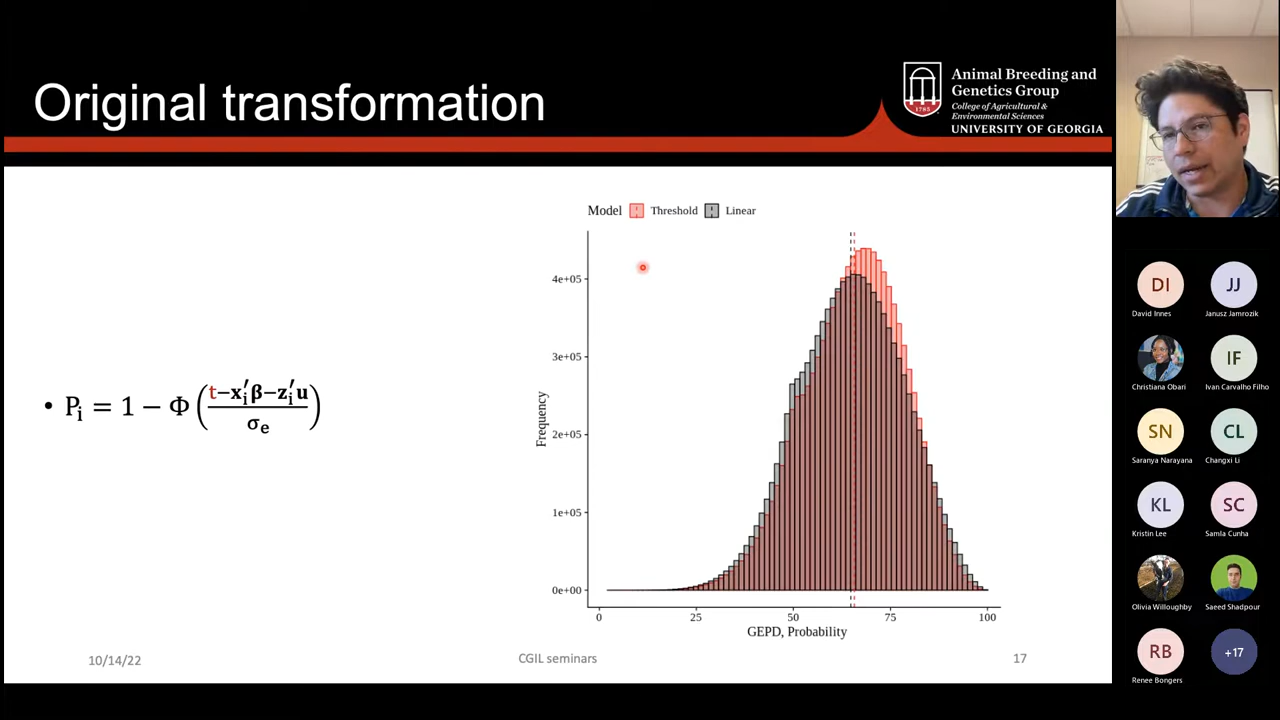 Original transformation
Animal Breeding and
Genetics Group
College of Agricultural &
Environmental Sciences
UNIVERSITY OF GEORGIA
1785
• Pᵢ = 1 − Φ((t−xᵢ′β−zᵢ′u)/σₑ)
Model Threshold Linear
Frequency
4e+05
3e+05
2e+05
1e+05
0e+00
0 25 50 75 100
GEPD, Probability
10/14/22 CGIL seminars 17
DI JJ
David Innes Janusz Jamrozik
IF
Christiana Obari Ivan Carvalho Filho
SN CL
Saranya Narayana Changxi Li
KL SC
Kristin Lee Samla Cunha
Olivia Willoughby Saeed Shadpour
RB +17
Renee Bongers